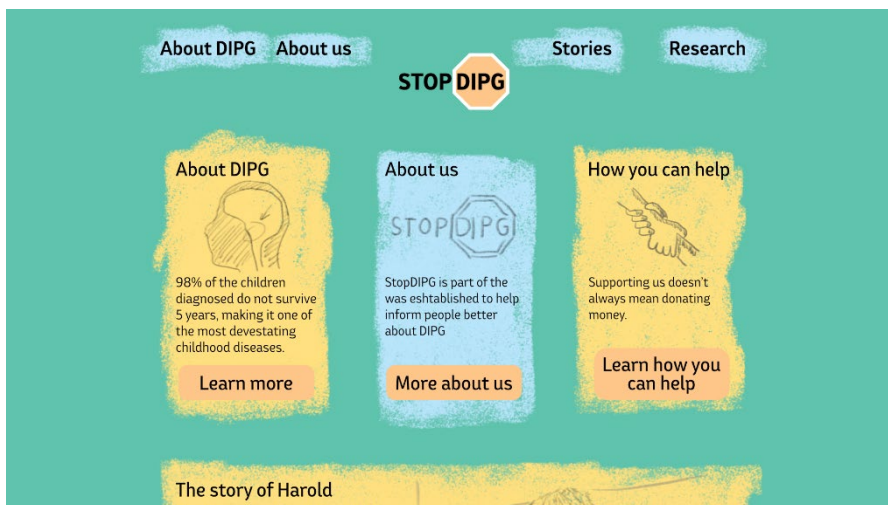 About DIPG About us Stories Research
STOP DIPG
About DIPG
98% of the children
diagnosed do not survive
5 years, making it one of
the most devestating
childhood diseases.
Learn more
About us
STOP DIPG
StopDIPG is part of the
was eshtablished to help
inform people better
about DIPG
More about us
How you can help
Supporting us doesn't
always mean donating
money.
Learn how you
can help
The story of Harold